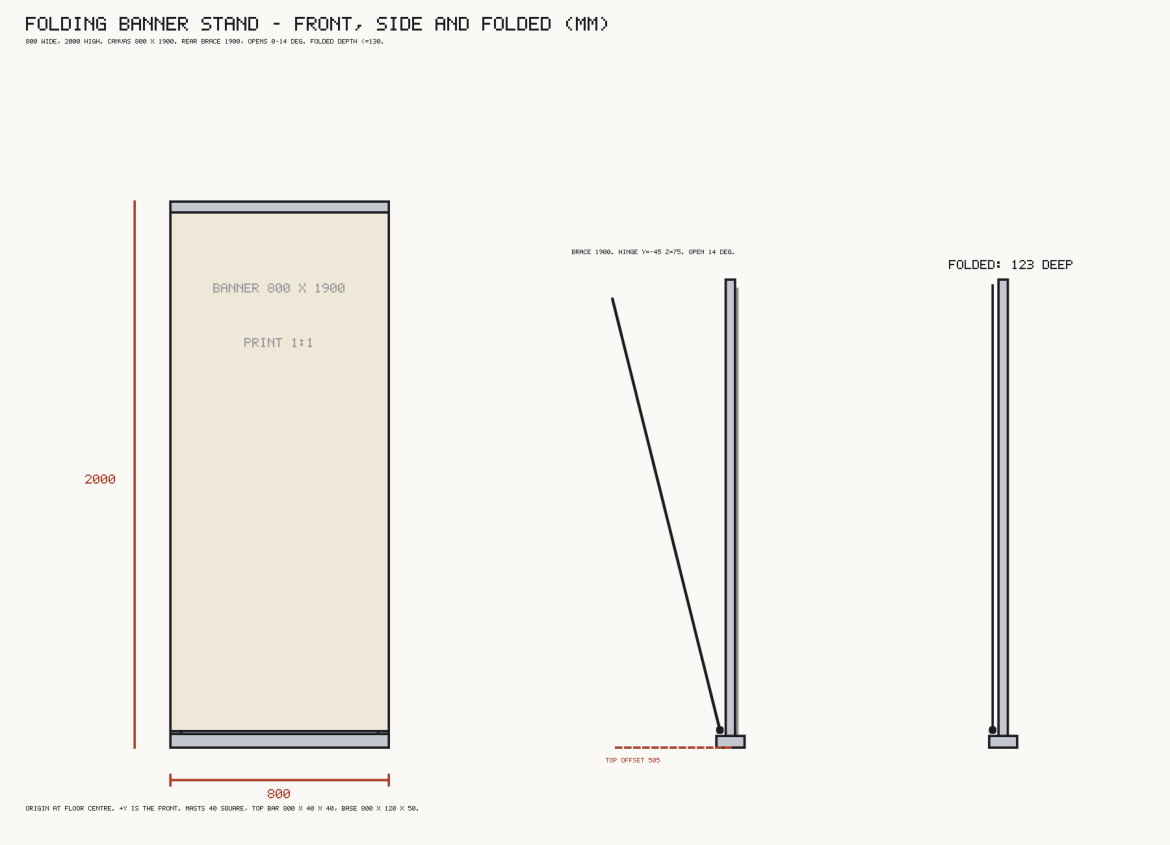 FOLDING BANNER STAND - FRONT, SIDE AND FOLDED (MM)
800 WIDE, 2000 HIGH. CANVAS 800 X 1900. REAR BRACE 1900, OPENS 0-14 DEG. FOLDED DEPTH <=130.
BRACE 1900. HINGE Y=-45 Z=75. OPEN 14 DEG.
FOLDED: 123 DEEP
BANNER 800 X 1900
PRINT 1:1
2000
TOP OFFSET 505
800
ORIGIN AT FLOOR CENTRE. +Y IS THE FRONT. MASTS 40 SQUARE, TOP BAR 800 X 40 X 40, BASE 800 X 120 X 50.